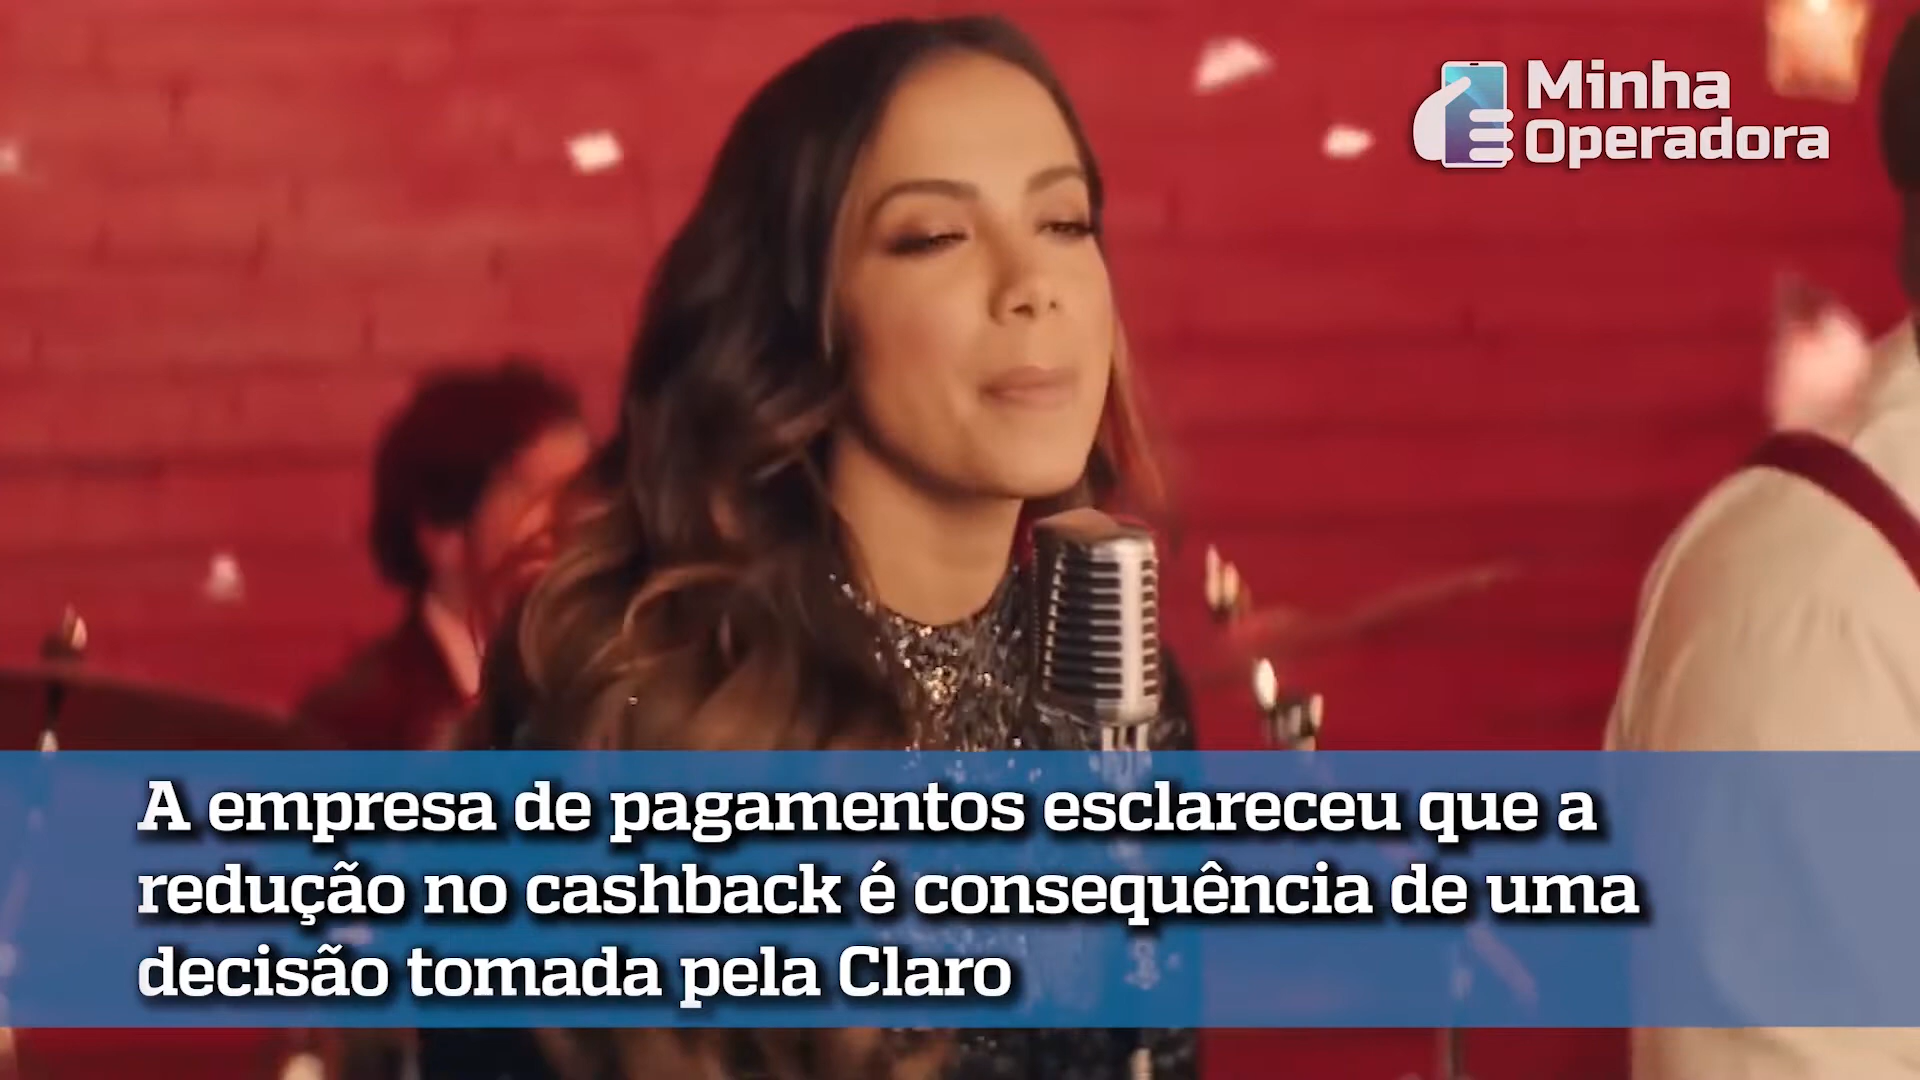 Minha
Operadora
A empresa de pagamentos esclareceu que a
redução no cashback é consequência de uma
decisão tomada pela Claro